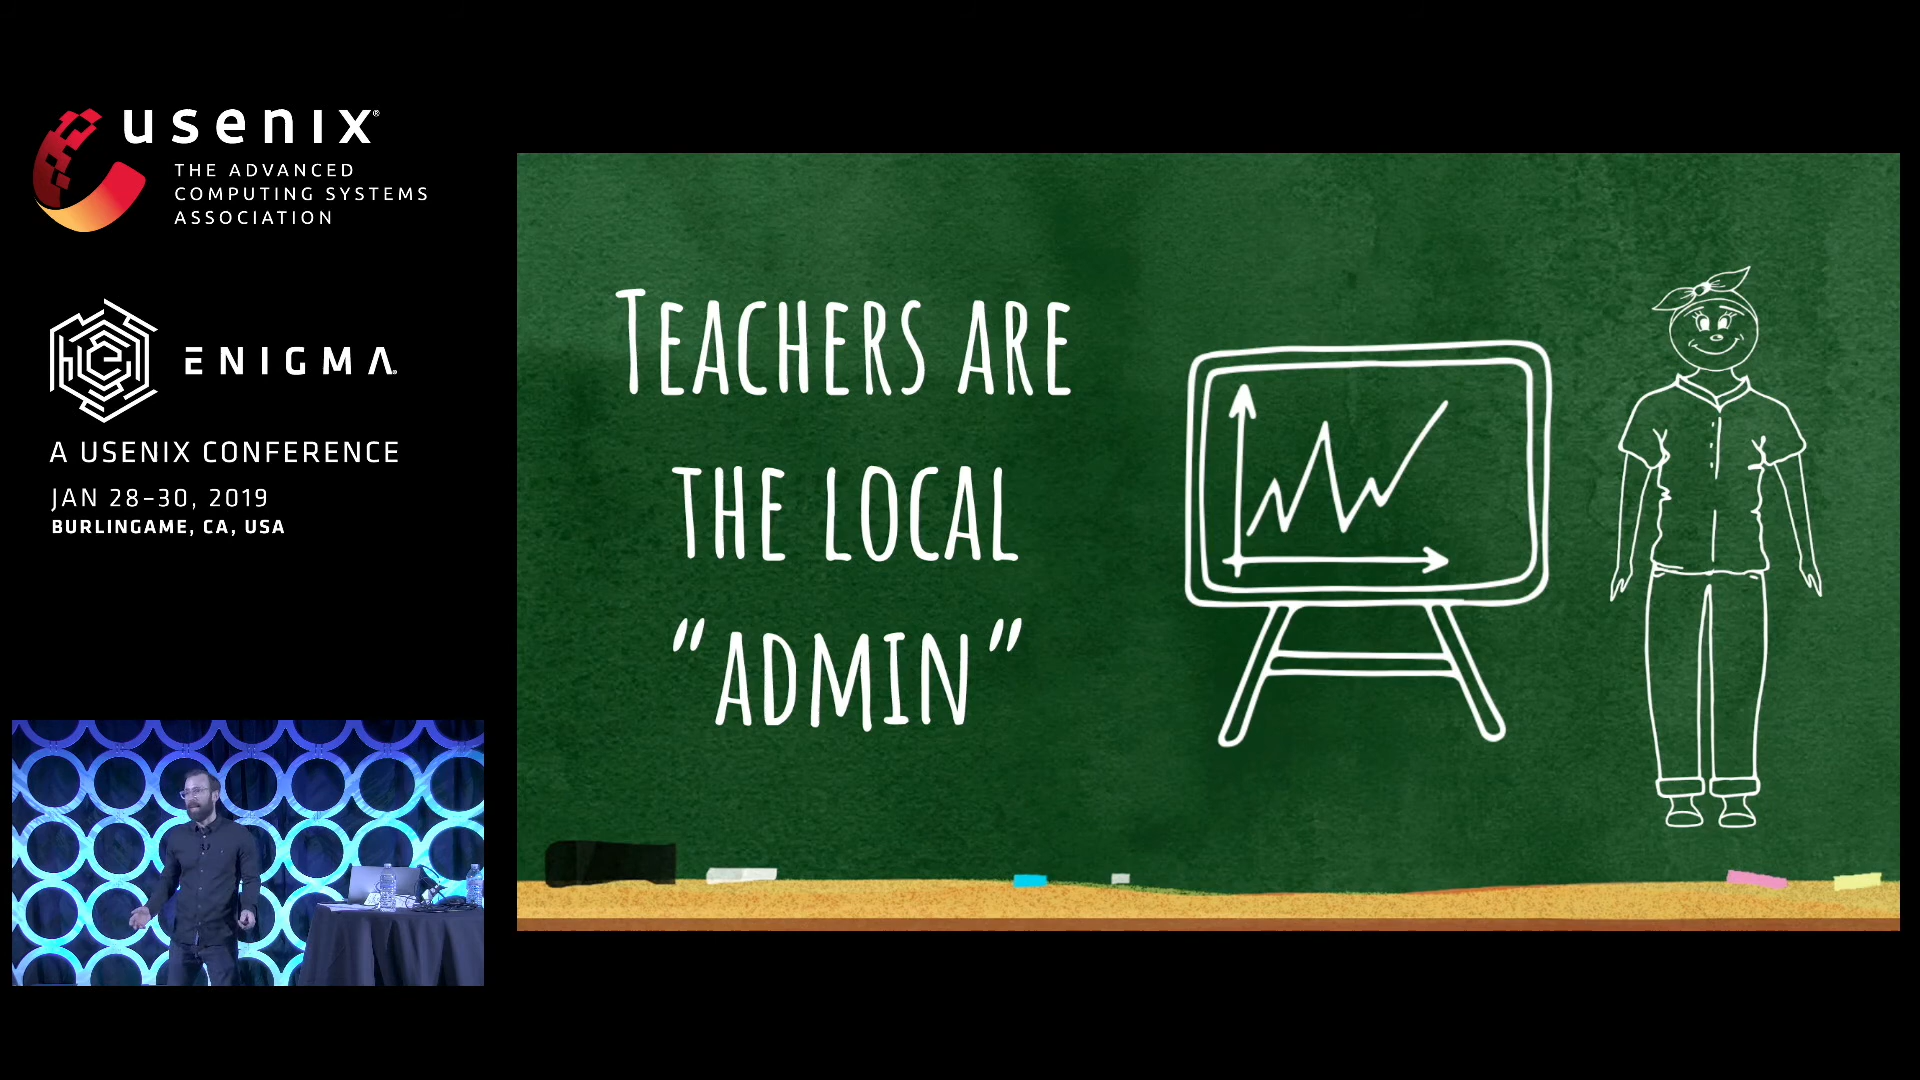 usenix®
THE ADVANCED
COMPUTING SYSTEMS
ASSOCIATION
ENIGMA®
A USENIX CONFERENCE
JAN 28–30, 2019
BURLINGAME, CA, USA
TEACHERS ARE
THE LOCAL
“ADMIN”